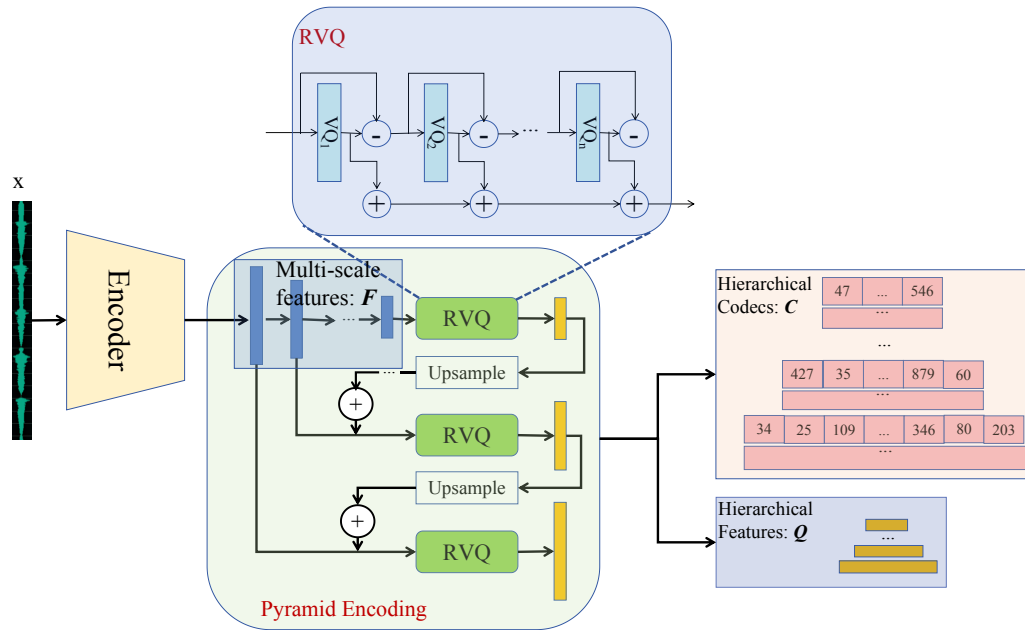 RVQ
VQ1
-
VQ2
-
...
VQn
-
+
+
+
x
Encoder
Multi-scale
features: F
...
RVQ
... Upsample
+
RVQ
Upsample
+
RVQ
Pyramid Encoding
Hierarchical
Codecs: C
47 ... 546
...
...
427 35 ... 879 60
...
34 25 109 ... 346 80 203
...
Hierarchical
Features: Q
...